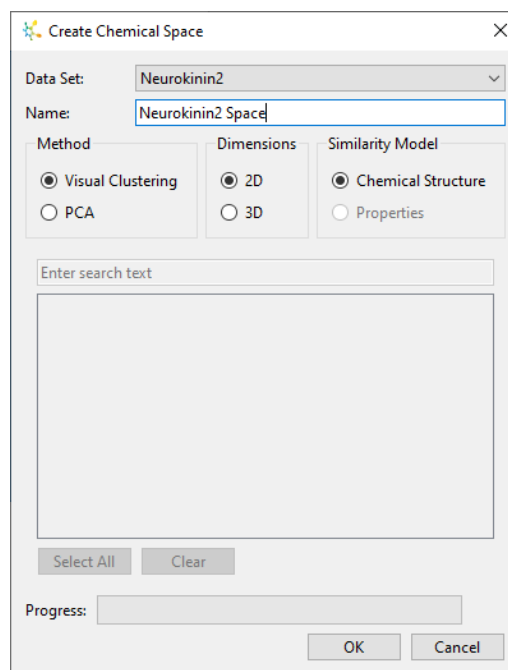 Create Chemical Space
Data Set: Neurokinin2
Name: Neurokinin2 Space
Method Dimensions Similarity Model
Visual Clustering 2D Chemical Structure
PCA 3D Properties
Enter search text
Select All Clear
Progress:
OK Cancel